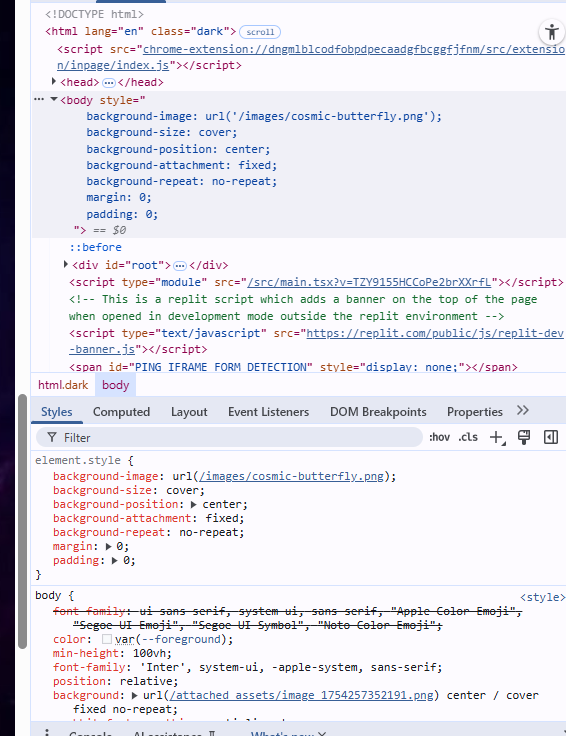 <!DOCTYPE html>
<html lang="en" class="dark"> scroll
<script src="chrome-extension://dngmlblcodfobpdpecaadgfbcggfjfnm/src/extensio
n/inpage/index.js"></script>
<head> ⋯ </head>
⋯ <body style="
background-image: url('/images/cosmic-butterfly.png');
background-size: cover;
background-position: center;
background-attachment: fixed;
background-repeat: no-repeat;
margin: 0;
padding: 0;
"> == $0
::before
<div id="root"> ⋯ </div>
<script type="module" src="/src/main.tsx?v=TZY9155HCCoPe2brXXrfL"></script>
<!-- This is a replit script which adds a banner on the top of the page
when opened in development mode outside the replit environment -->
<script type="text/javascript" src="https://replit.com/public/js/replit-dev
-banner.js"></script>
<span id="PING_IFRAME_FORM_DETECTION" style="display: none;"></span>
html.dark body
Styles Computed Layout Event Listeners DOM Breakpoints Properties
Filter :hov .cls
element.style {
background-image: url(/images/cosmic-butterfly.png);
background-size: cover;
background-position: center;
background-attachment: fixed;
background-repeat: no-repeat;
margin: 0;
padding: 0;
}
body { <style>
font-family: ui-sans-serif, system-ui, sans-serif, "Apple Color Emoji",
"Segoe UI Emoji", "Segoe UI Symbol", "Noto Color Emoji";
color: var(--foreground);
min-height: 100vh;
font-family: 'Inter', system-ui, -apple-system, sans-serif;
position: relative;
background: url(/attached_assets/image_1754257352191.png) center / cover
fixed no-repeat;
Console AI assistance What's new